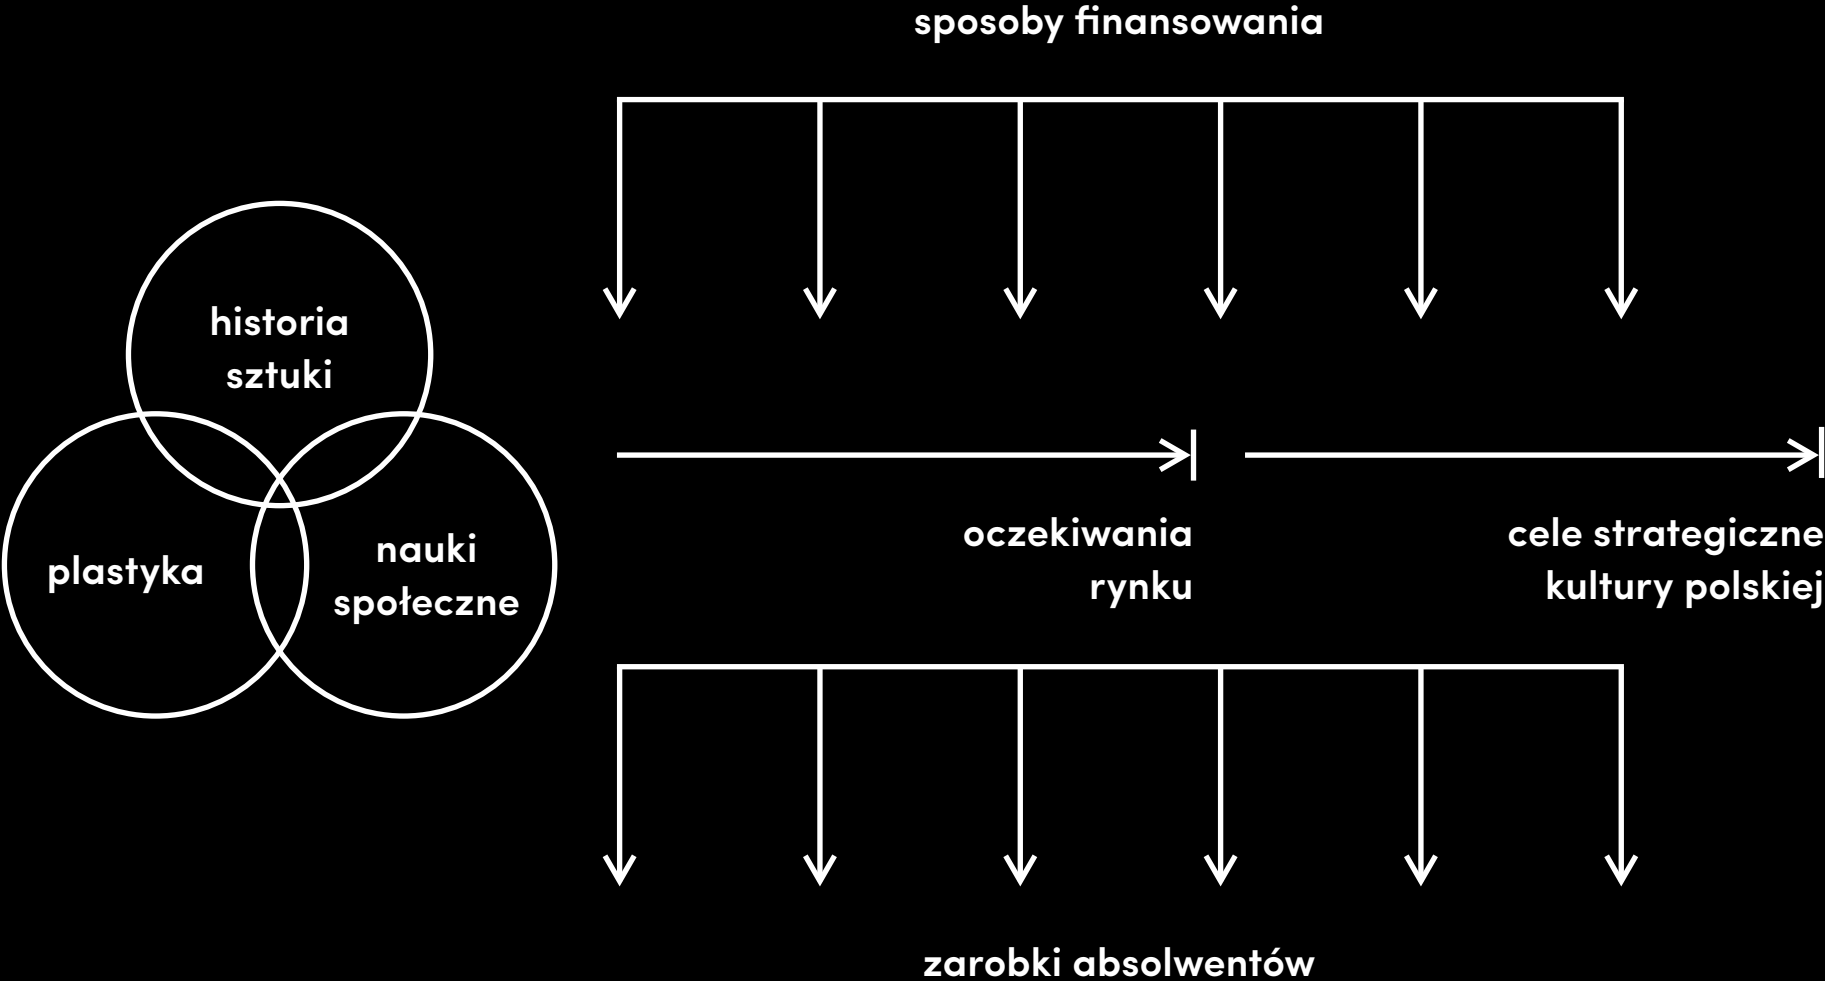 sposoby finansowania
historia
sztuki
plastyka
nauki
społeczne
oczekiwania
rynku
cele strategiczne
kultury polskiej
zarobki absolwentów